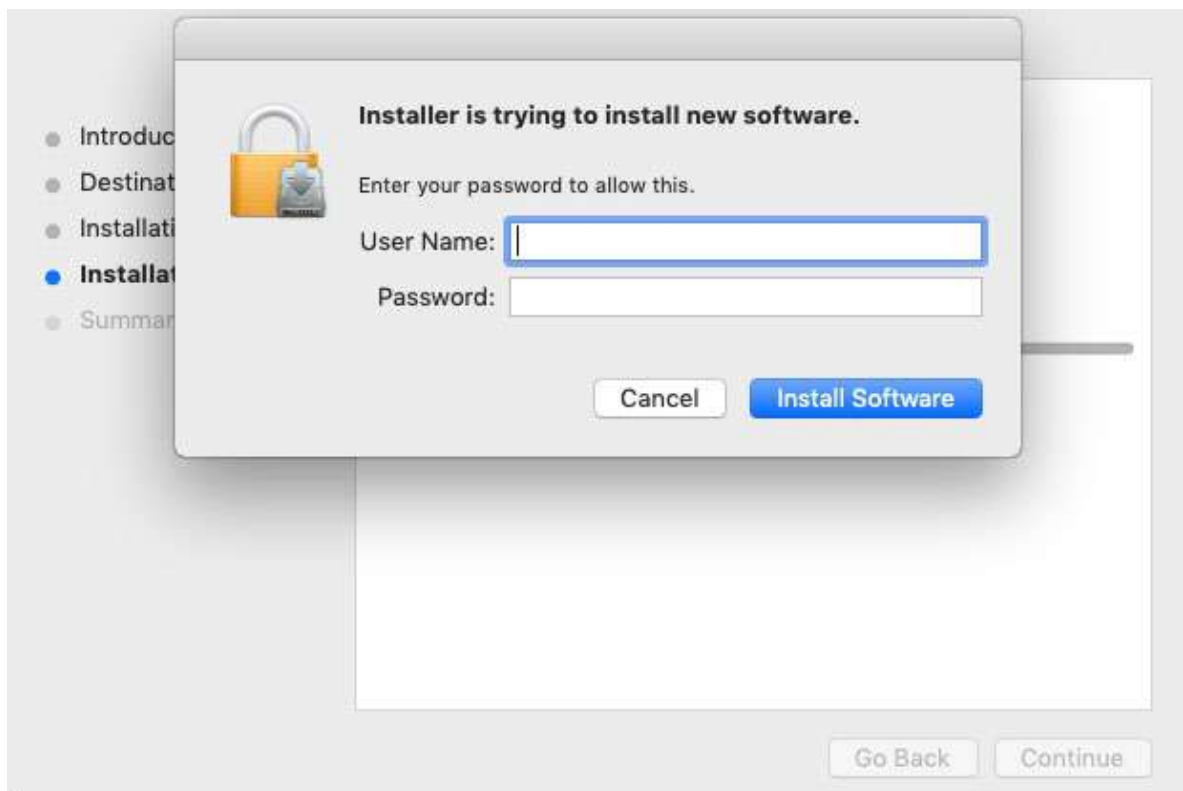 Installer is trying to install new software.
Enter your password to allow this.
User Name:
Password:
Cancel
Install Software
Introduc
Destinat
Installati
Installat
Summar
Go Back
Continue